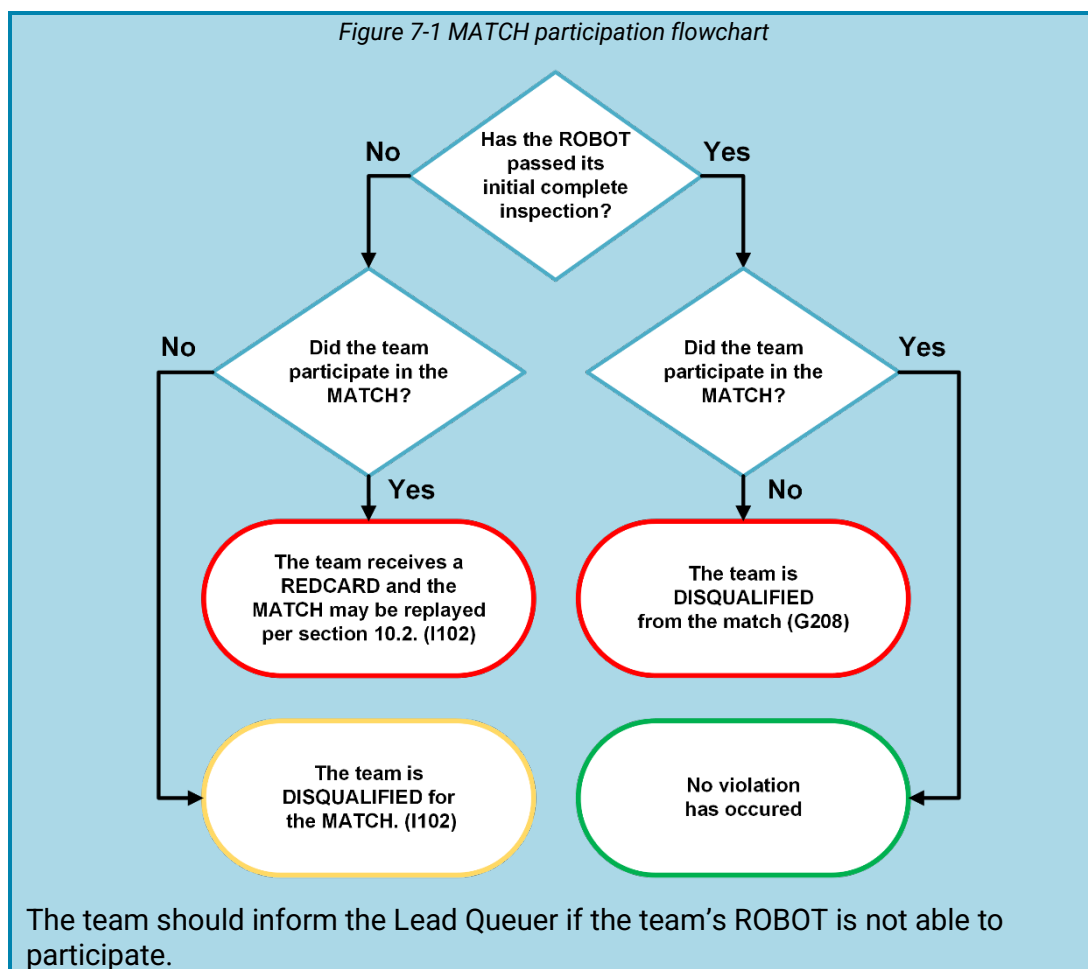 Figure 7-1 MATCH participation flowchart
No
Has the ROBOT
passed its
initial complete
inspection?
Yes
No
Did the team
participate in the
MATCH?
Did the team
participate in the
MATCH?
Yes
Yes
No
The team receives a
REDCARD and the
MATCH may be replayed
per section 10.2. (I102)
The team is
DISQUALIFIED
from the match (G208)
The team is
DISQUALIFIED for
the MATCH. (I102)
No violation
has occured
The team should inform the Lead Queuer if the team's ROBOT is not able to
participate.